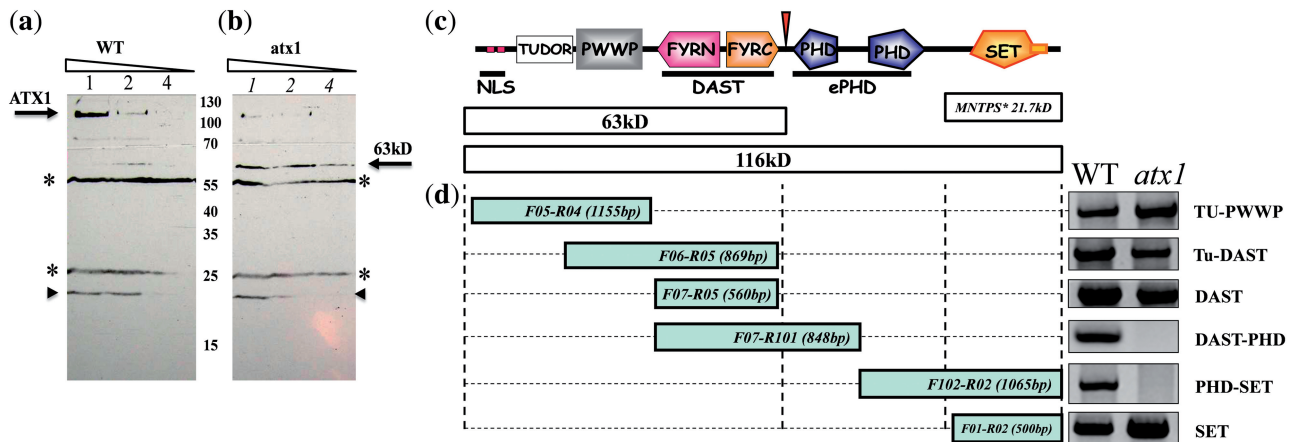 (a)
WT
1 2 4
ATX1
*
*
130
100
70
55
40
35
25
15
(b)
atx1
1 2 4
63kD
*
*
(c)
TUDOR PWWP FYRN FYRC PHD PHD SET
NLS DAST ePHD
MNTPS* 21.7kD
63kD
116kD
(d)
WT atx1
F05-R04 (1155bp) TU-PWWP
F06-R05 (869bp) Tu-DAST
F07-R05 (560bp) DAST
F07-R101 (848bp) DAST-PHD
F102-R02 (1065bp) PHD-SET
F01-R02 (500bp) SET